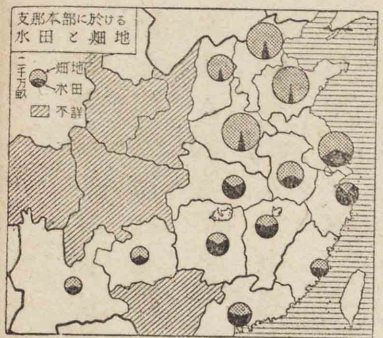 支那本部に於ける
水田と畑地
二千万畝
畑地
水田
不詳